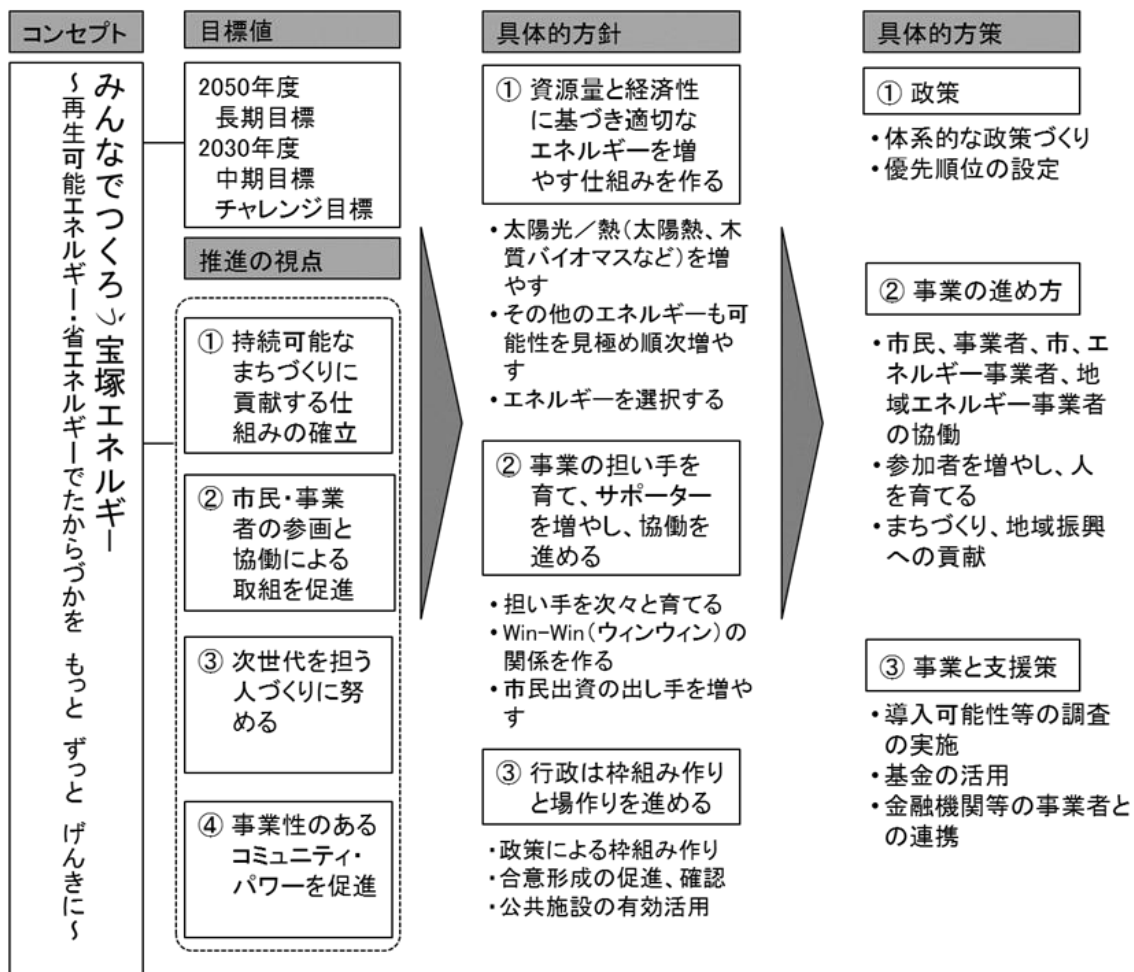 コンセプト
みんなでつくろう宝塚エネルギー
～再生可能エネルギー・省エネルギーでたからづかを もっと ずっと げんきに～
目標値
2050年度
長期目標
2030年度
中期目標
チャレンジ目標
推進の視点
① 持続可能な
まちづくりに
貢献する仕
組みの確立
② 市民・事業
者の参画と
協働による
取組を促進
③ 次世代を担う
人づくりに努
める
④ 事業性のある
コミュニティ・
パワーを促進
具体的方針
① 資源量と経済性
に基づき適切な
エネルギーを増
やす仕組みを作る
・太陽光／熱（太陽熱、木
質バイオマスなど）を増
やす
・その他のエネルギーも可
能性を見極め順次増や
す
・エネルギーを選択する
② 事業の担い手を
育て、サポーター
を増やし、協働を
進める
・担い手を次々と育てる
・Win-Win（ウィンウィン）の
関係を作る
・市民出資の出し手を増や
す
③ 行政は枠組み作り
と場作りを進める
・政策による枠組み作り
・合意形成の促進、確認
・公共施設の有効活用
具体的方策
① 政策
・体系的な政策づくり
・優先順位の設定
② 事業の進め方
・市民、事業者、市、エ
ネルギー事業者、地
域エネルギー事業者
の協働
・参加者を増やし、人
を育てる
・まちづくり、地域振興
への貢献
③ 事業と支援策
・導入可能性等の調査
の実施
・基金の活用
・金融機関等の事業者と
の連携